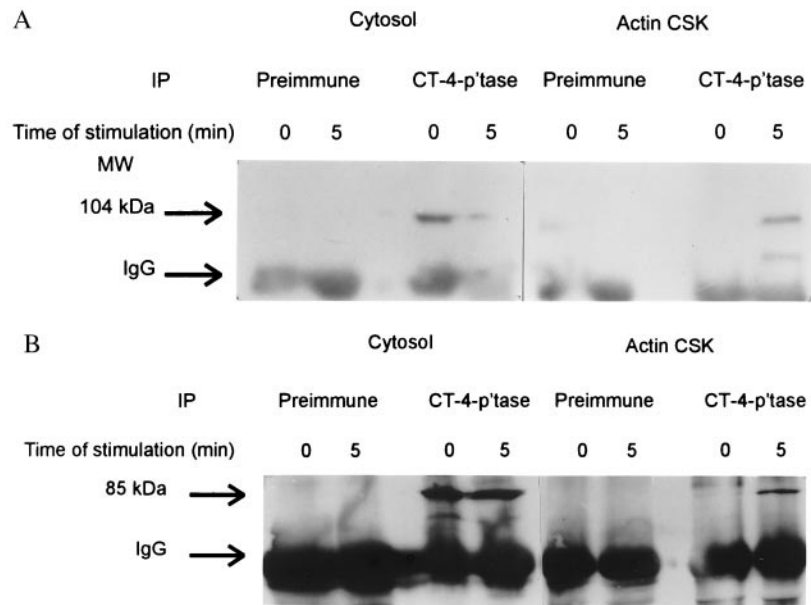 A
Cytosol Actin CSK
IP Preimmune CT-4-p'tase Preimmune CT-4-p'tase
Time of stimulation (min) 0 5 0 5 0 5 0 5
MW
104 kDa
IgG
B
Cytosol Actin CSK
IP Preimmune CT-4-p'tase Preimmune CT-4-p'tase
Time of stimulation (min) 0 5 0 5 0 5 0 5
85 kDa
IgG